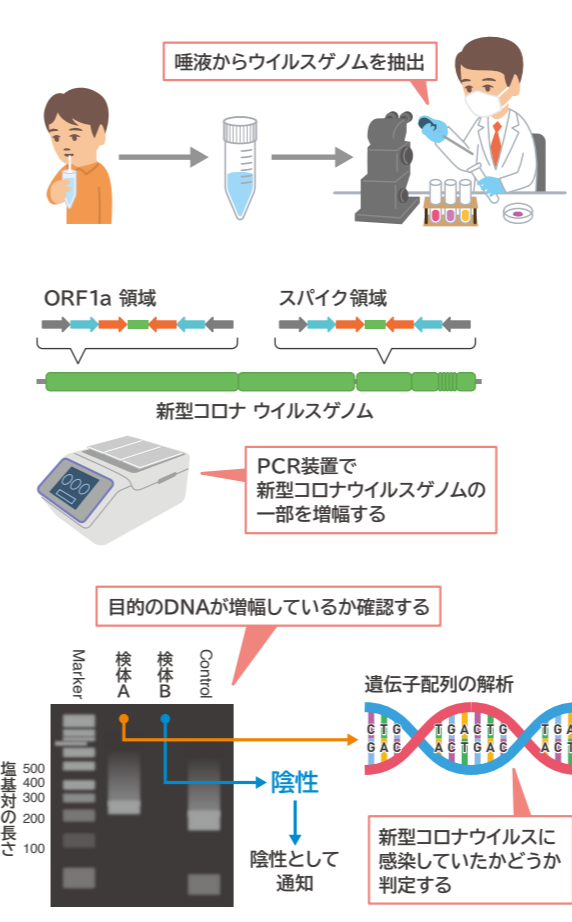 唾液からウイルスゲノムを抽出
ORF1a 領域
スパイク領域
新型コロナ ウイルスゲノム
PCR装置で
新型コロナウイルスゲノムの
一部を増幅する
目的のDNAが増幅しているか確認する
Marker
検体A
検体B
Control
塩基対の長さ
500
400
300
200
100
陰性
陰性として
通知
遺伝子配列の解析
CTG TGACTG TGA
GAC ACTGAC ACT
新型コロナウイルスに
感染していたかどうか
判定する